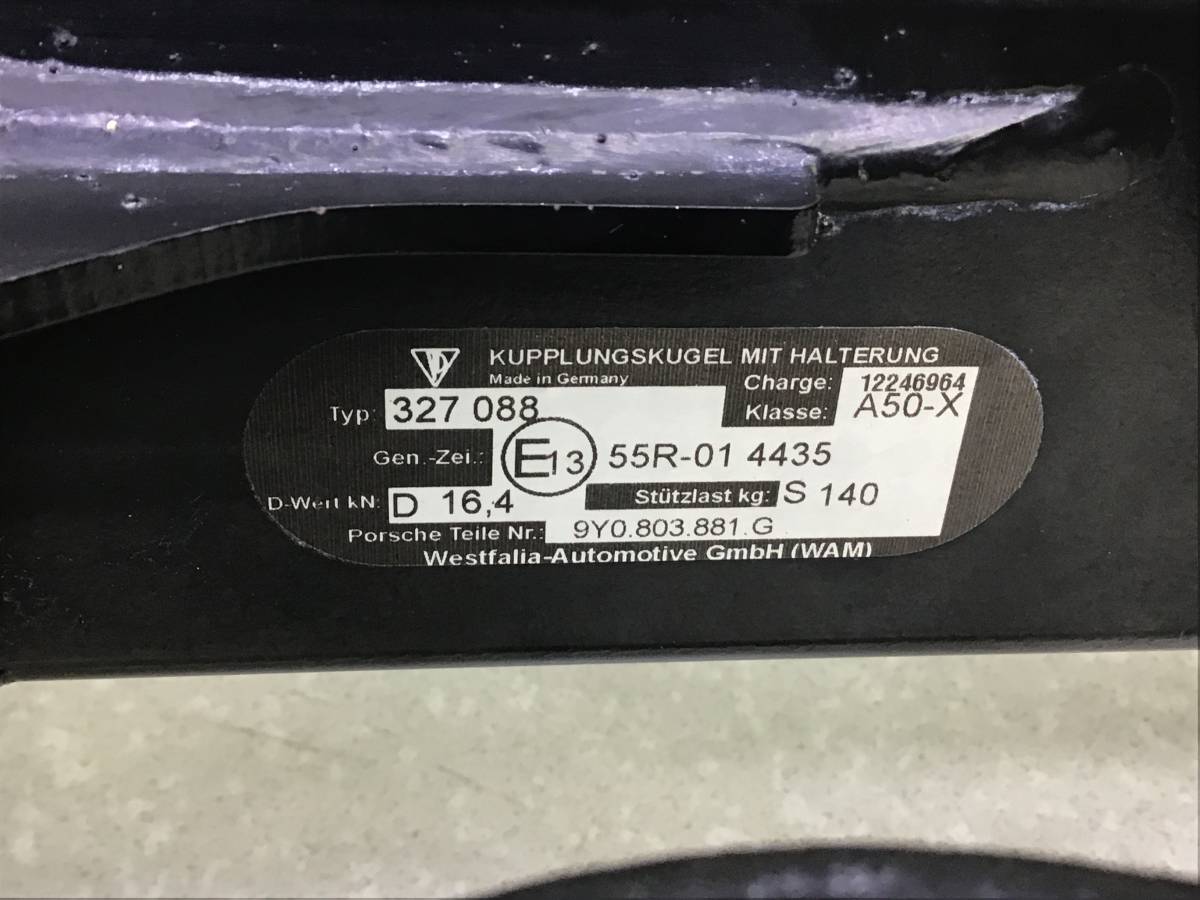 KUPPLUNGSKUGEL MIT HALTERUNG
Made in Germany
Charge: 12246964
Typ: 327 088
Klasse: A50-X
Gen.-Zei.: E13 55R-01 4435
D-Wert kN: D 16,4 Stützlast kg: S 140
Porsche Teile Nr.: 9Y0.803.881.G
Westfalia-Automotive GmbH (WAM)